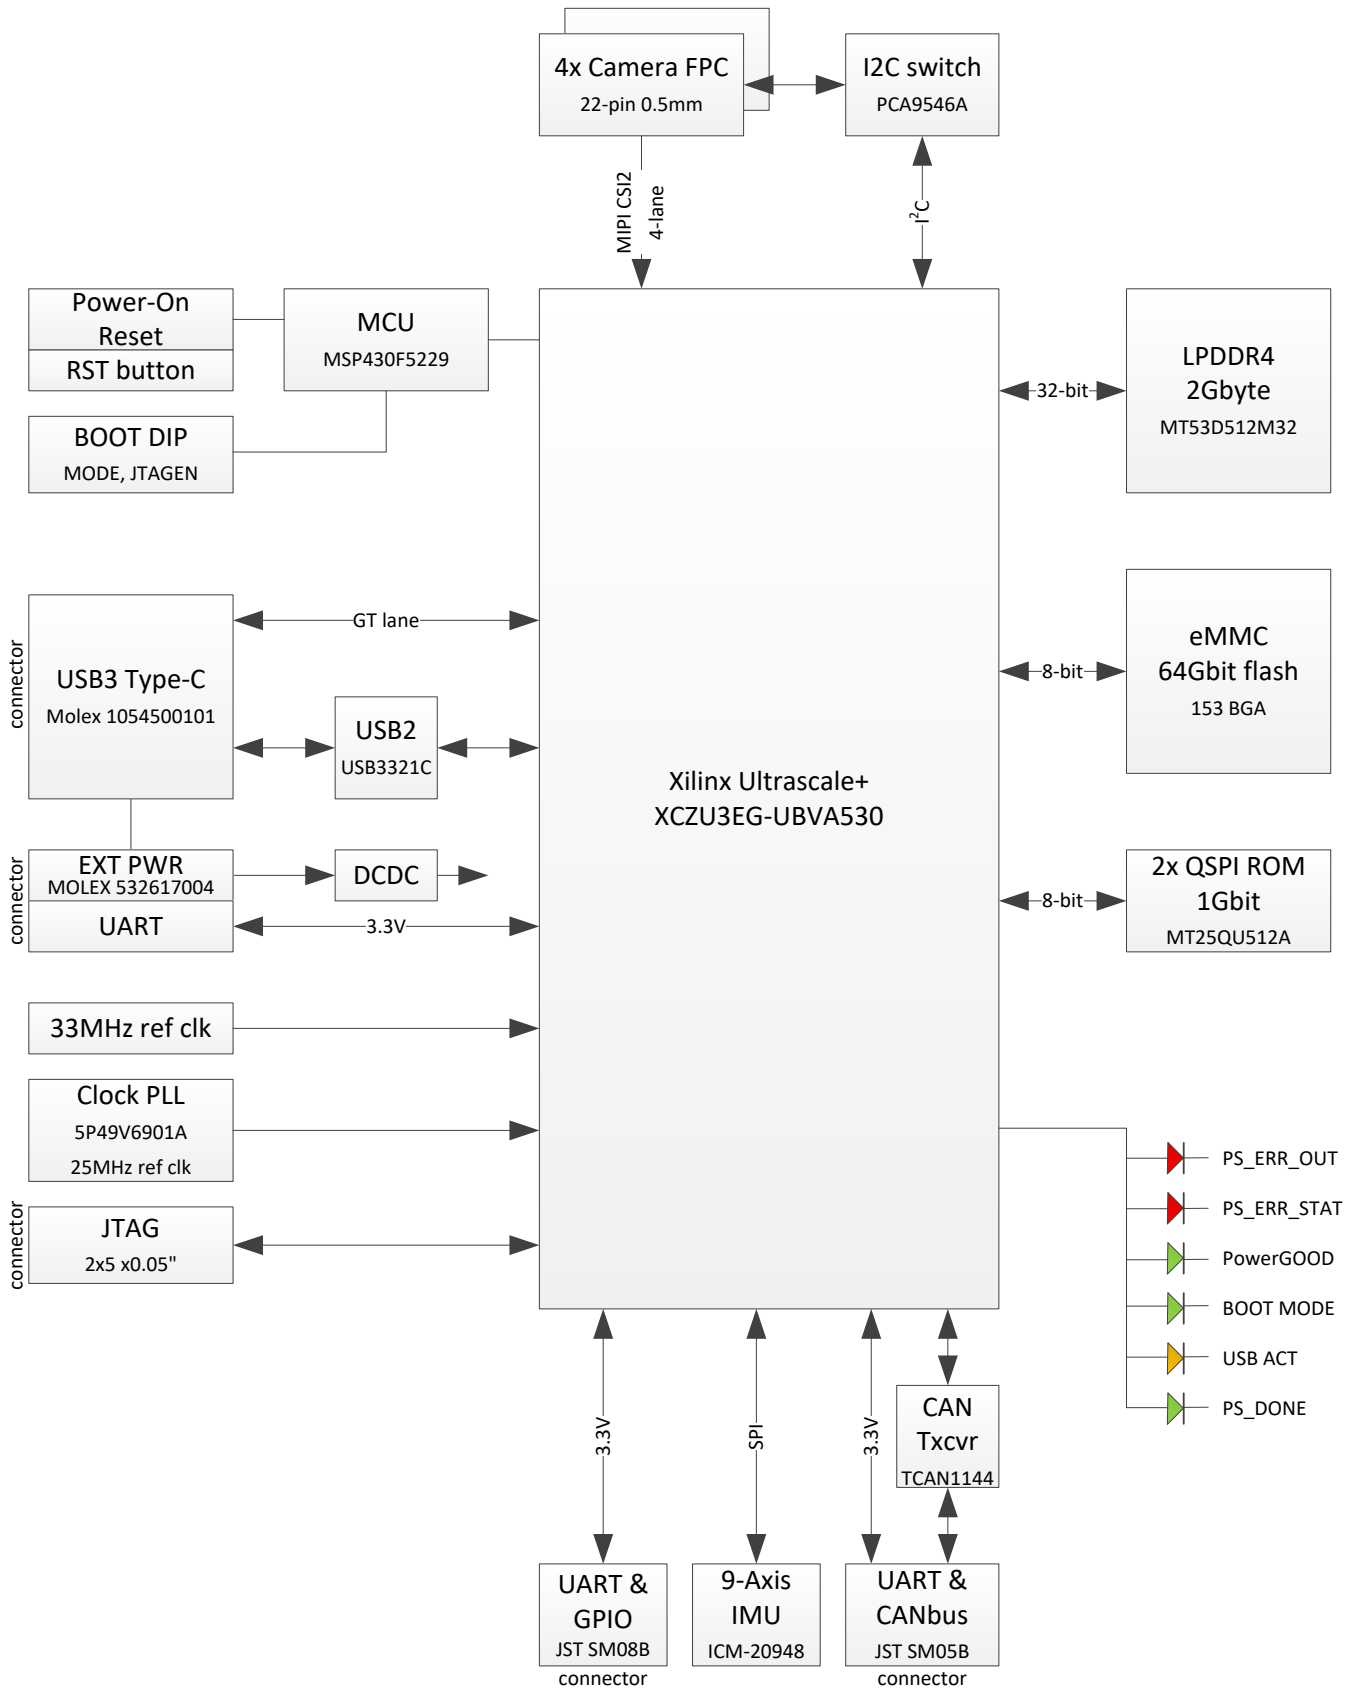 4x Camera FPC
22-pin 0.5mm
I2C switch
PCA9546A
MIPI CSI2
4-lane
I²C
Power-On
Reset
RST button
MCU
MSP430F5229
BOOT DIP
MODE, JTAGEN
LPDDR4
2Gbyte
MT53D512M32
32-bit
connector
USB3 Type-C
Molex 1054500101
GT lane
USB2
USB3321C
eMMC
64Gbit flash
153 BGA
8-bit
Xilinx Ultrascale+
XCZU3EG-UBVA530
connector
EXT PWR
MOLEX 532617004
UART
DCDC
3.3V
2x QSPI ROM
1Gbit
MT25QU512A
8-bit
33MHz ref clk
Clock PLL
5P49V6901A
25MHz ref clk
connector
JTAG
2x5 x0.05"
PS_ERR_OUT
PS_ERR_STAT
PowerGOOD
BOOT MODE
USB ACT
PS_DONE
3.3V
SPI
3.3V
CAN
Txcvr
TCAN1144
UART &
GPIO
JST SM08B
connector
9-Axis
IMU
ICM-20948
UART &
CANbus
JST SM05B
connector